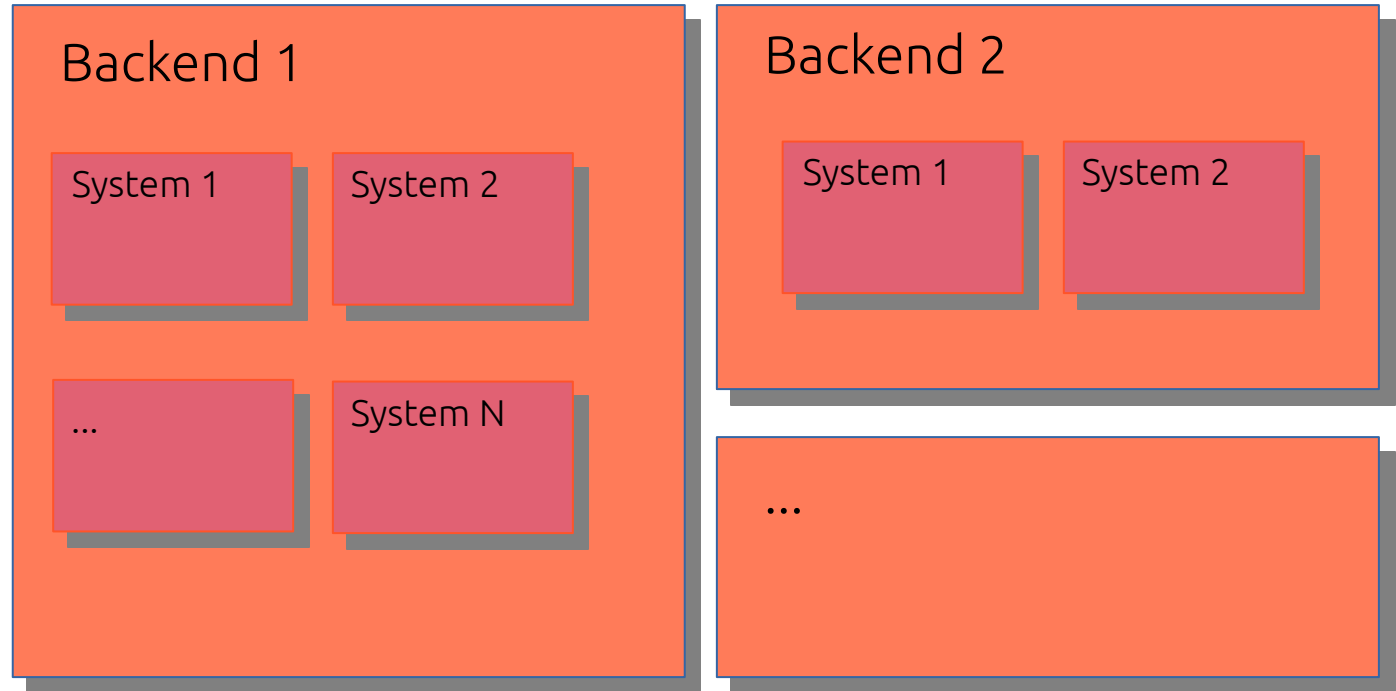 Backend 1
System 1
System 2
...
System N
Backend 2
System 1
System 2
...